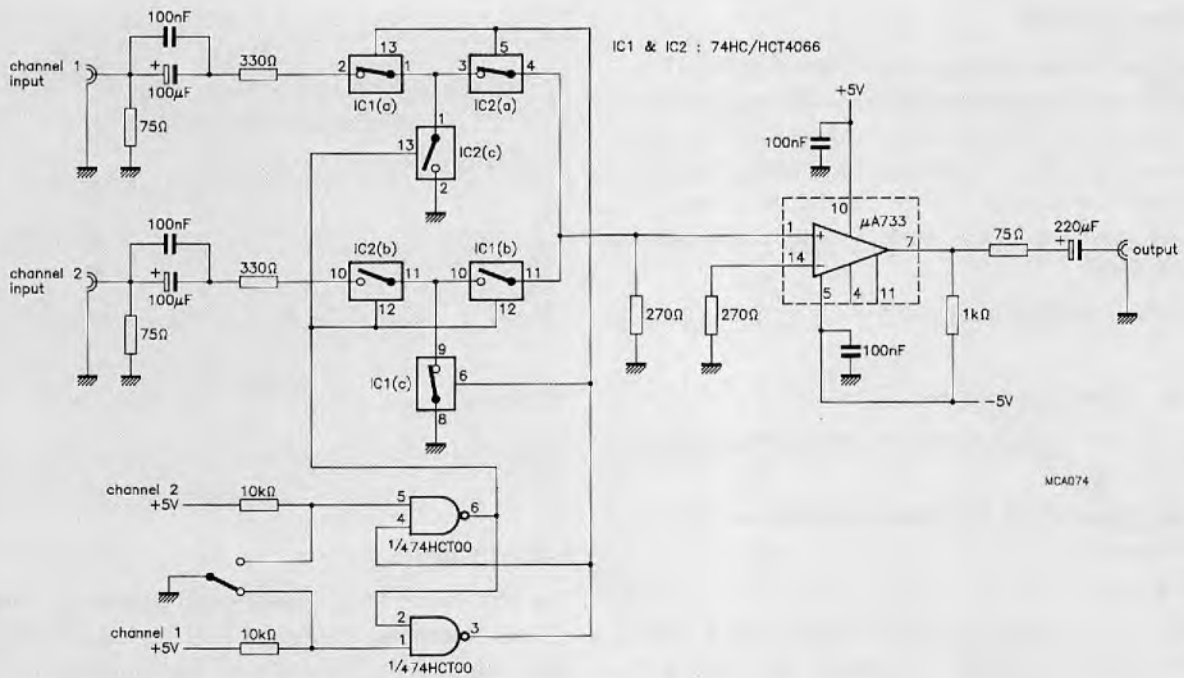 100nF
channel 1
input
+
100µF
330Ω
75Ω
13
2 1
IC1(a)
5
3 4
IC2(a)
IC1 & IC2 : 74HC/HCT4066
1
13
IC2(c)
2
+5V
100nF
10
µA733
1 +
14 −
7
5 4 11
75Ω
220µF
+
output
270Ω
270Ω
100nF
1kΩ
−5V
100nF
channel 2
input
+
100µF
330Ω
75Ω
IC2(b)
10 11
12
IC1(b)
10 11
12
9
IC1(c)
6
8
channel 2
+5V
10kΩ
5
4
6
1/4 74HCT00
channel 1
+5V
10kΩ
2
1
3
1/4 74HCT00
MCA074